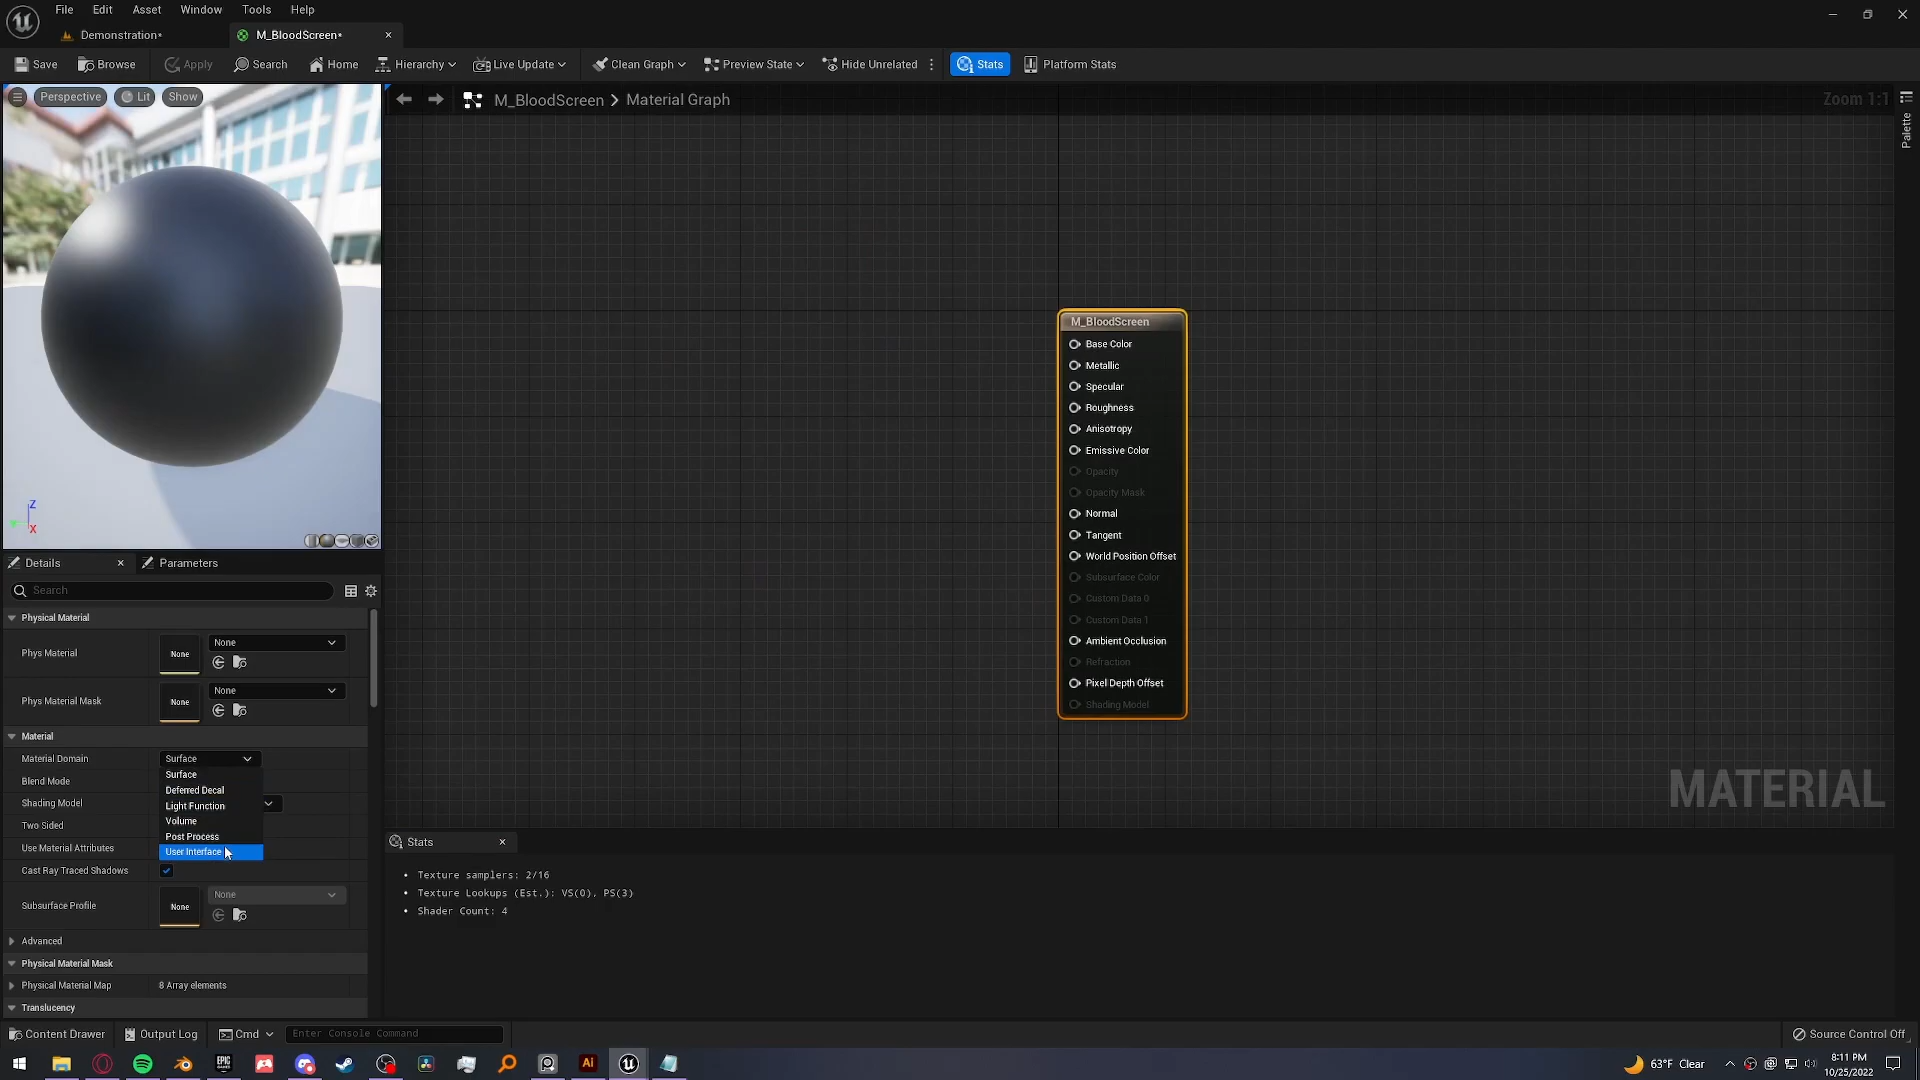 File Edit Asset Window Tools Help
Demonstration* M_BloodScreen*
Save Browse Apply Search Home Hierarchy Live Update Clean Graph Preview State Hide Unrelated Stats Platform Stats
Perspective Lit Show
M_BloodScreen > Material Graph
Zoom 1:1
Palette
M_BloodScreen
Base Color
Metallic
Specular
Roughness
Anisotropy
Emissive Color
Opacity
Opacity Mask
Normal
Tangent
World Position Offset
Subsurface Color
Custom Data 0
Custom Data 1
Ambient Occlusion
Refraction
Pixel Depth Offset
Shading Model
MATERIAL
Z
X
Details Parameters
Search
Physical Material
Phys Material None None
Phys Material Mask None None
Material
Material Domain Surface
Surface
Blend Mode
Deferred Decal
Shading Model
Light Function
Two Sided
Volume
Post Process
Use Material Attributes
User Interface
Cast Ray Traced Shadows
Subsurface Profile None None
Advanced
Physical Material Mask
Physical Material Map 8 Array elements
Translucency
Stats
Texture samplers: 2/16
Texture Lookups (Est.): VS(0), PS(3)
Shader Count: 4
Content Drawer Output Log Cmd Enter Console Command Source Control Off
EPIC GAMES
Ai
63°F Clear
8:11 PM
10/25/2022